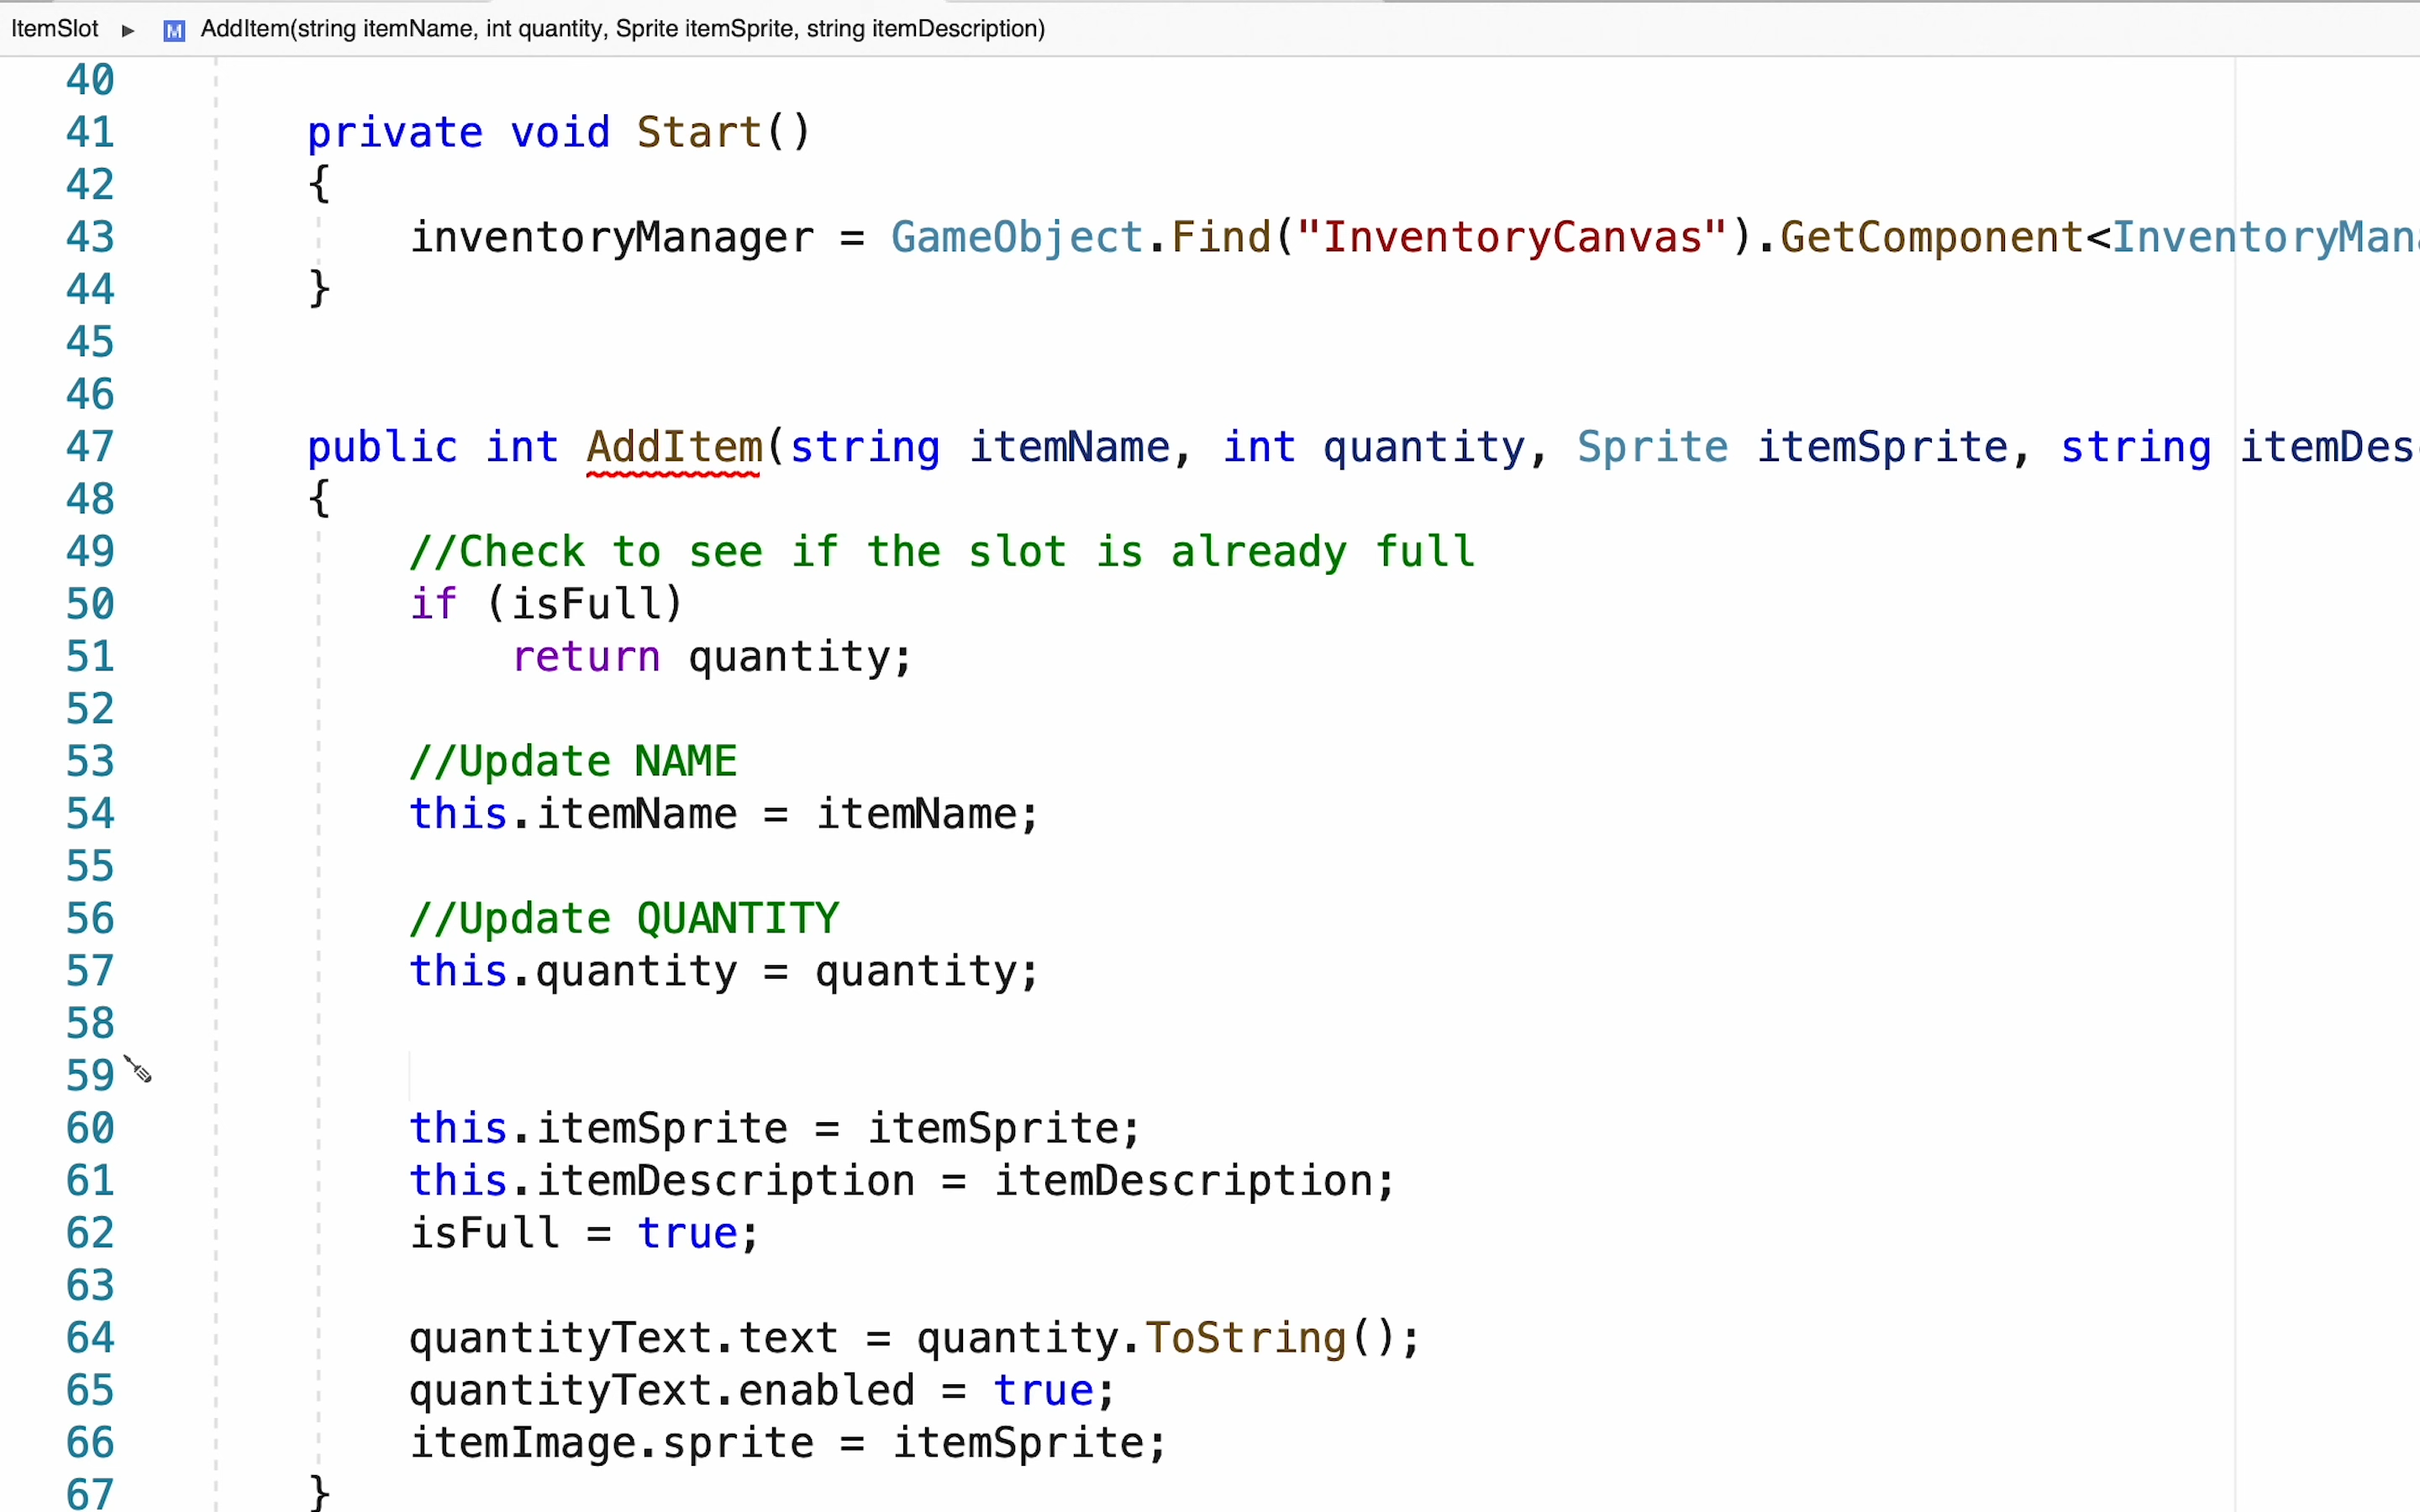 ItemSlot ▶ M AddItem(string itemName, int quantity, Sprite itemSprite, string itemDescription)
40
41 private void Start()
42 {
43 inventoryManager = GameObject.Find("InventoryCanvas").GetComponent<InventoryMan
44 }
45
46
47 public int AddItem(string itemName, int quantity, Sprite itemSprite, string itemDes
48 {
49 //Check to see if the slot is already full
50 if (isFull)
51 return quantity;
52
53 //Update NAME
54 this.itemName = itemName;
55
56 //Update QUANTITY
57 this.quantity = quantity;
58
59
60 this.itemSprite = itemSprite;
61 this.itemDescription = itemDescription;
62 isFull = true;
63
64 quantityText.text = quantity.ToString();
65 quantityText.enabled = true;
66 itemImage.sprite = itemSprite;
67 }